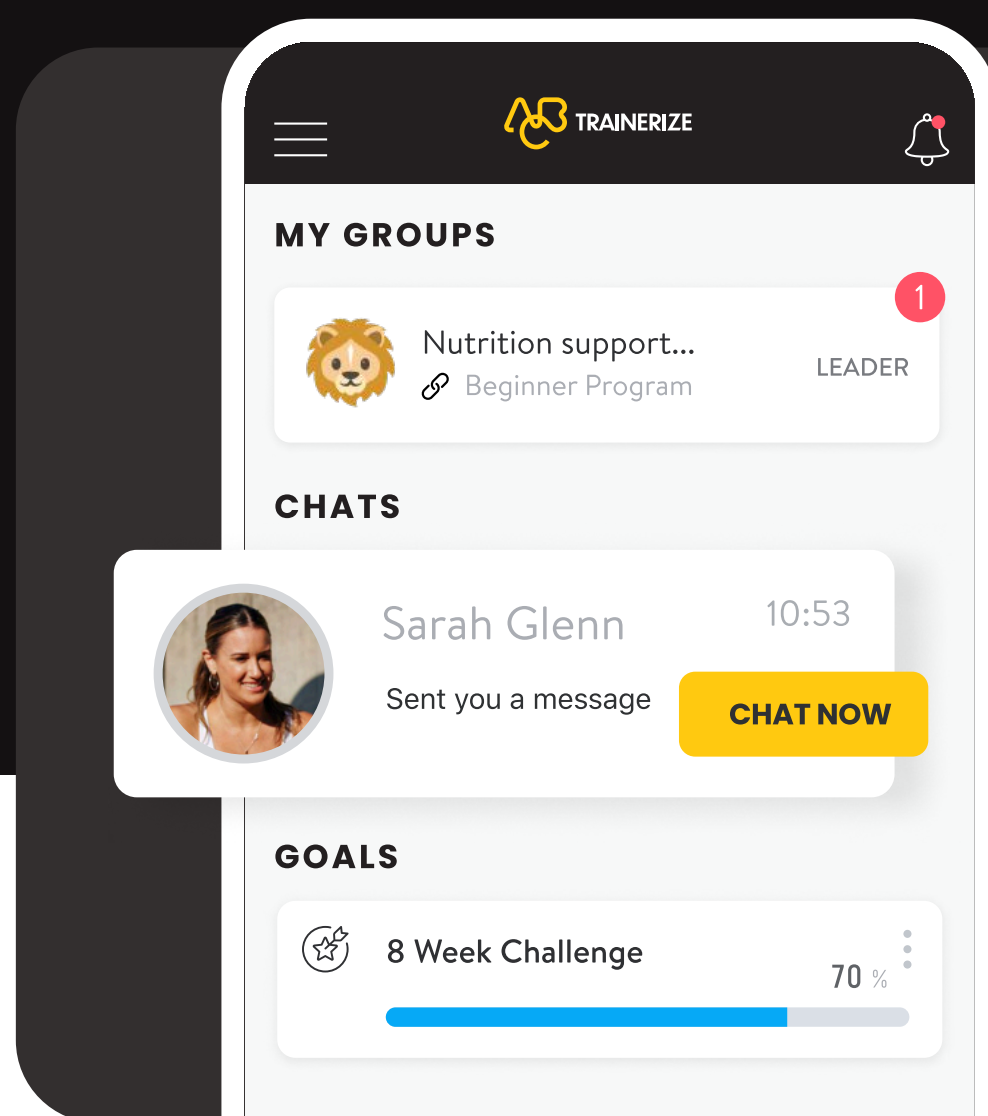 ABC TRAINERIZE
MY GROUPS
1
Nutrition support...
Beginner Program
LEADER
CHATS
Sarah Glenn
10:53
Sent you a message
CHAT NOW
GOALS
8 Week Challenge
70 %